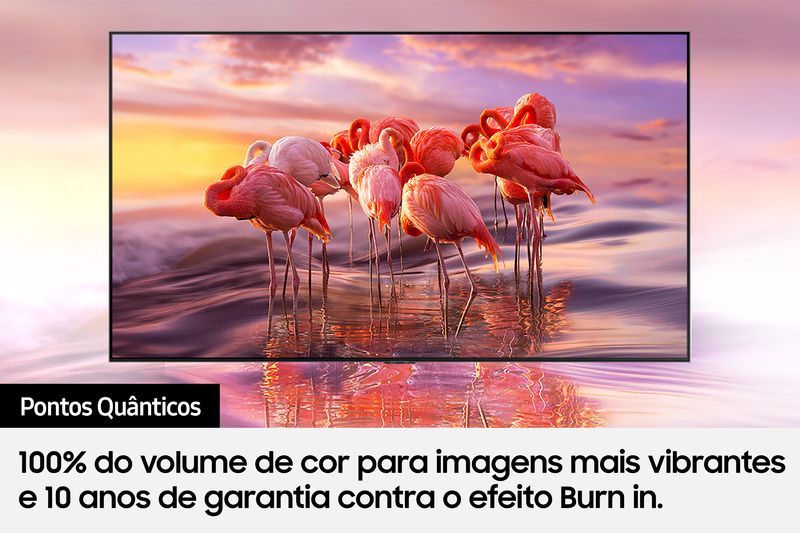 Pontos Quânticos
100% do volume de cor para imagens mais vibrantes
e 10 anos de garantia contra o efeito Burn in.